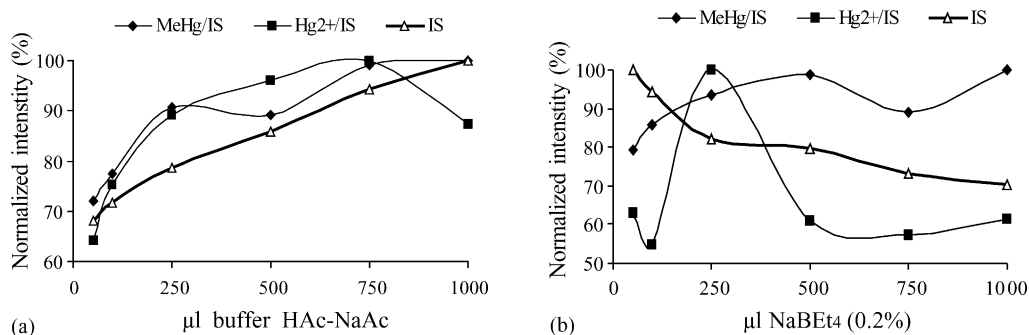 MeHg/IS Hg2+/IS IS
Normalized intensity (%)
100
90
80
70
60
0 250 500 750 1000
(a) µl buffer HAc-NaAc
MeHg/IS Hg2+/IS IS
Normalized intenstity (%)
100
90
80
70
60
50
0 250 500 750 1000
(b) µl NaBEt4 (0.2%)